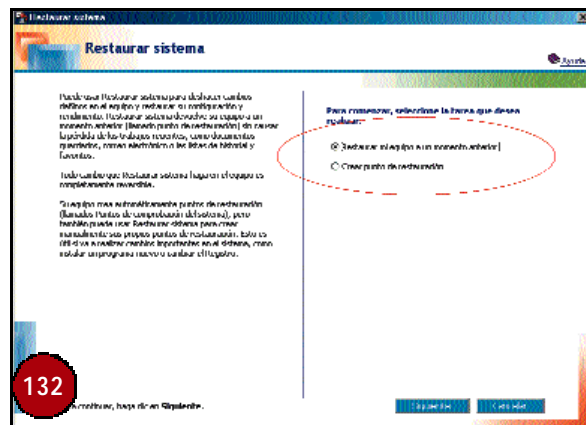 Restaurar sistema
Restaurar sistema
Ayuda
Puede usar Restaurar sistema para deshacer cambios
dañinos en el equipo y restaurar su configuración y
rendimiento. Restaurar sistema devuelve su equipo a un
momento anterior (llamado punto de restauración) sin causar
la pérdida de los trabajos recientes, como documentos
guardados, correo electrónico o las listas de historial y
favoritos.
Todo cambio que Restaurar sistema haga en el equipo es
completamente reversible.
Su equipo crea automáticamente puntos de restauración
(llamados Puntos de comprobación del sistema), pero
también puede usar Restaurar sistema para crear
manualmente sus propios puntos de restauración. Esto es
útil si va a realizar cambios importantes en el sistema, como
instalar un programa nuevo o cambiar el Registro.
Para comenzar, seleccione la tarea que desea
realizar:
Restaurar mi equipo a un momento anterior
Crear punto de restauración
132
continuar, haga clic en Siguiente.
Siguiente
Cancelar